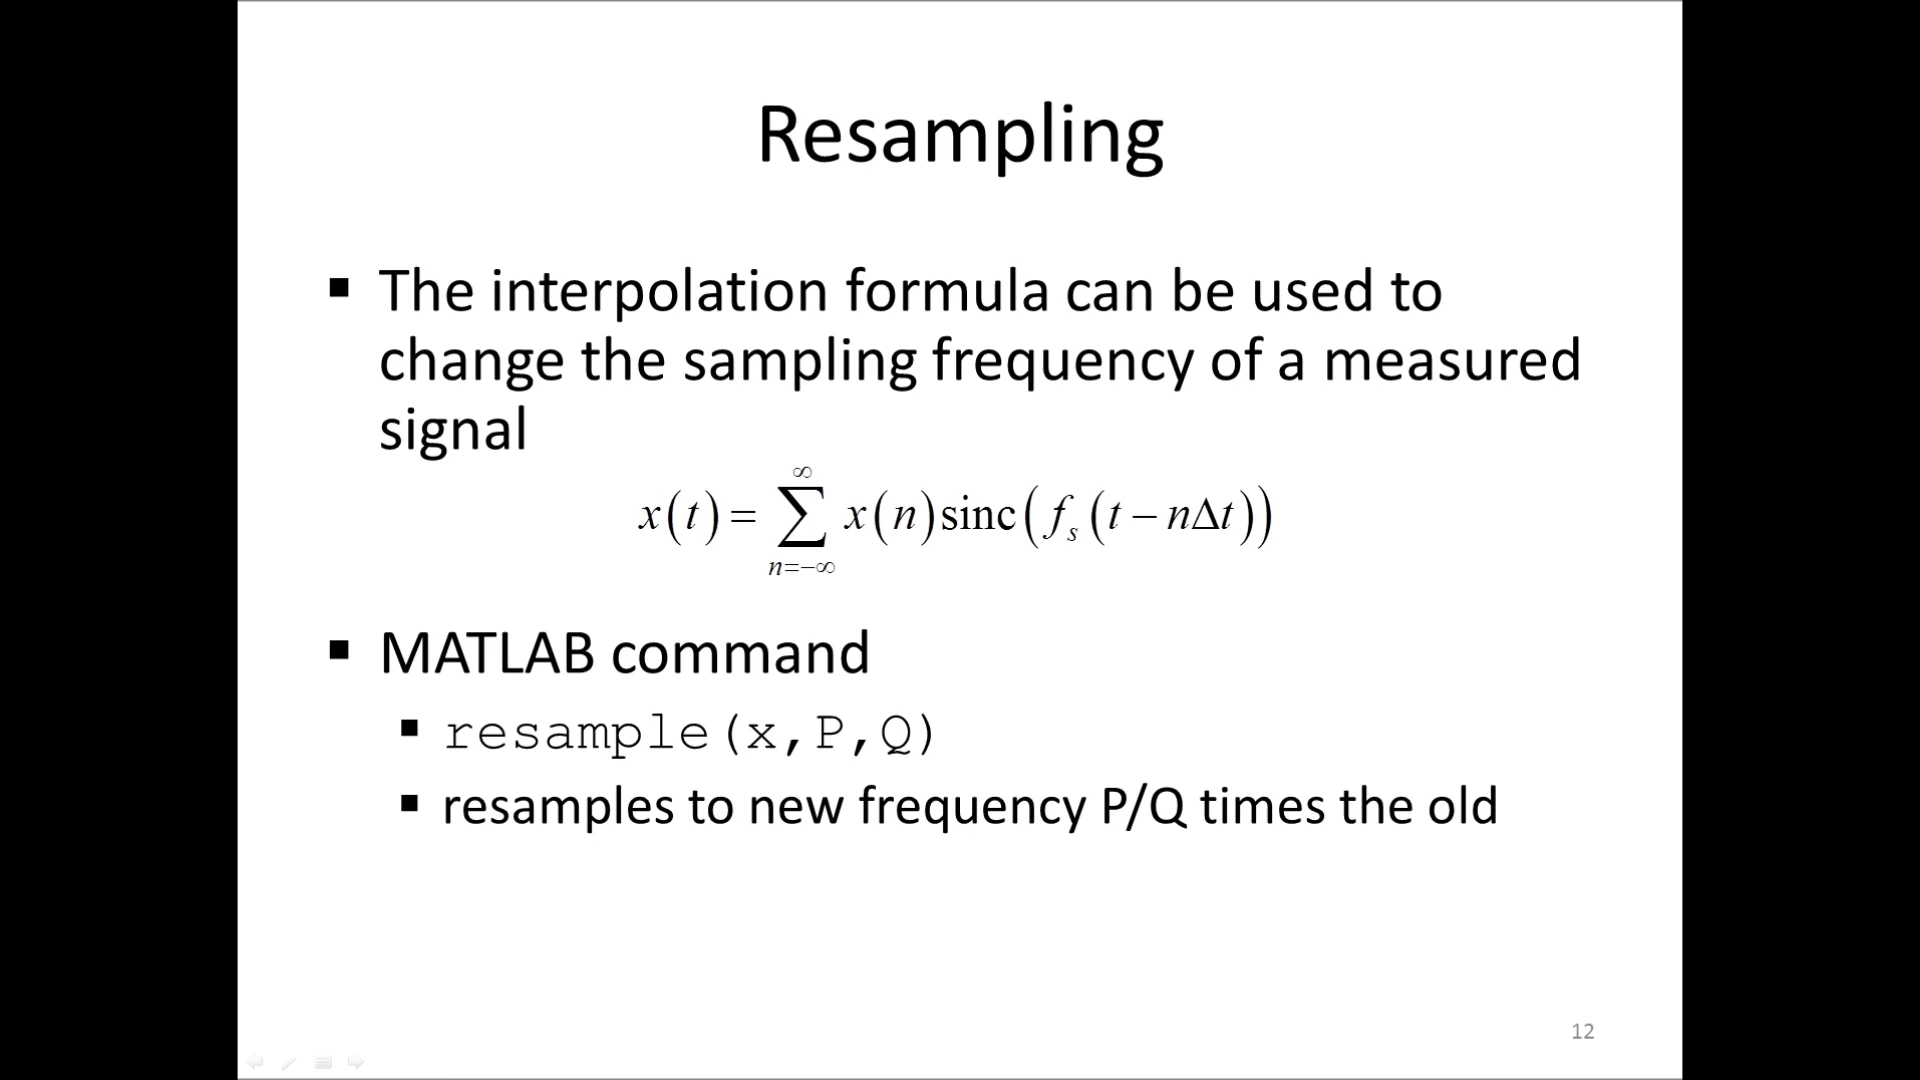 Resampling
▪ The interpolation formula can be used to
change the sampling frequency of a measured
signal
x(t) = ∑_{n=-∞}^{∞} x(n) sinc(f_s(t − nΔt))
▪ MATLAB command
▪ resample(x,P,Q)
▪ resamples to new frequency P/Q times the old
12